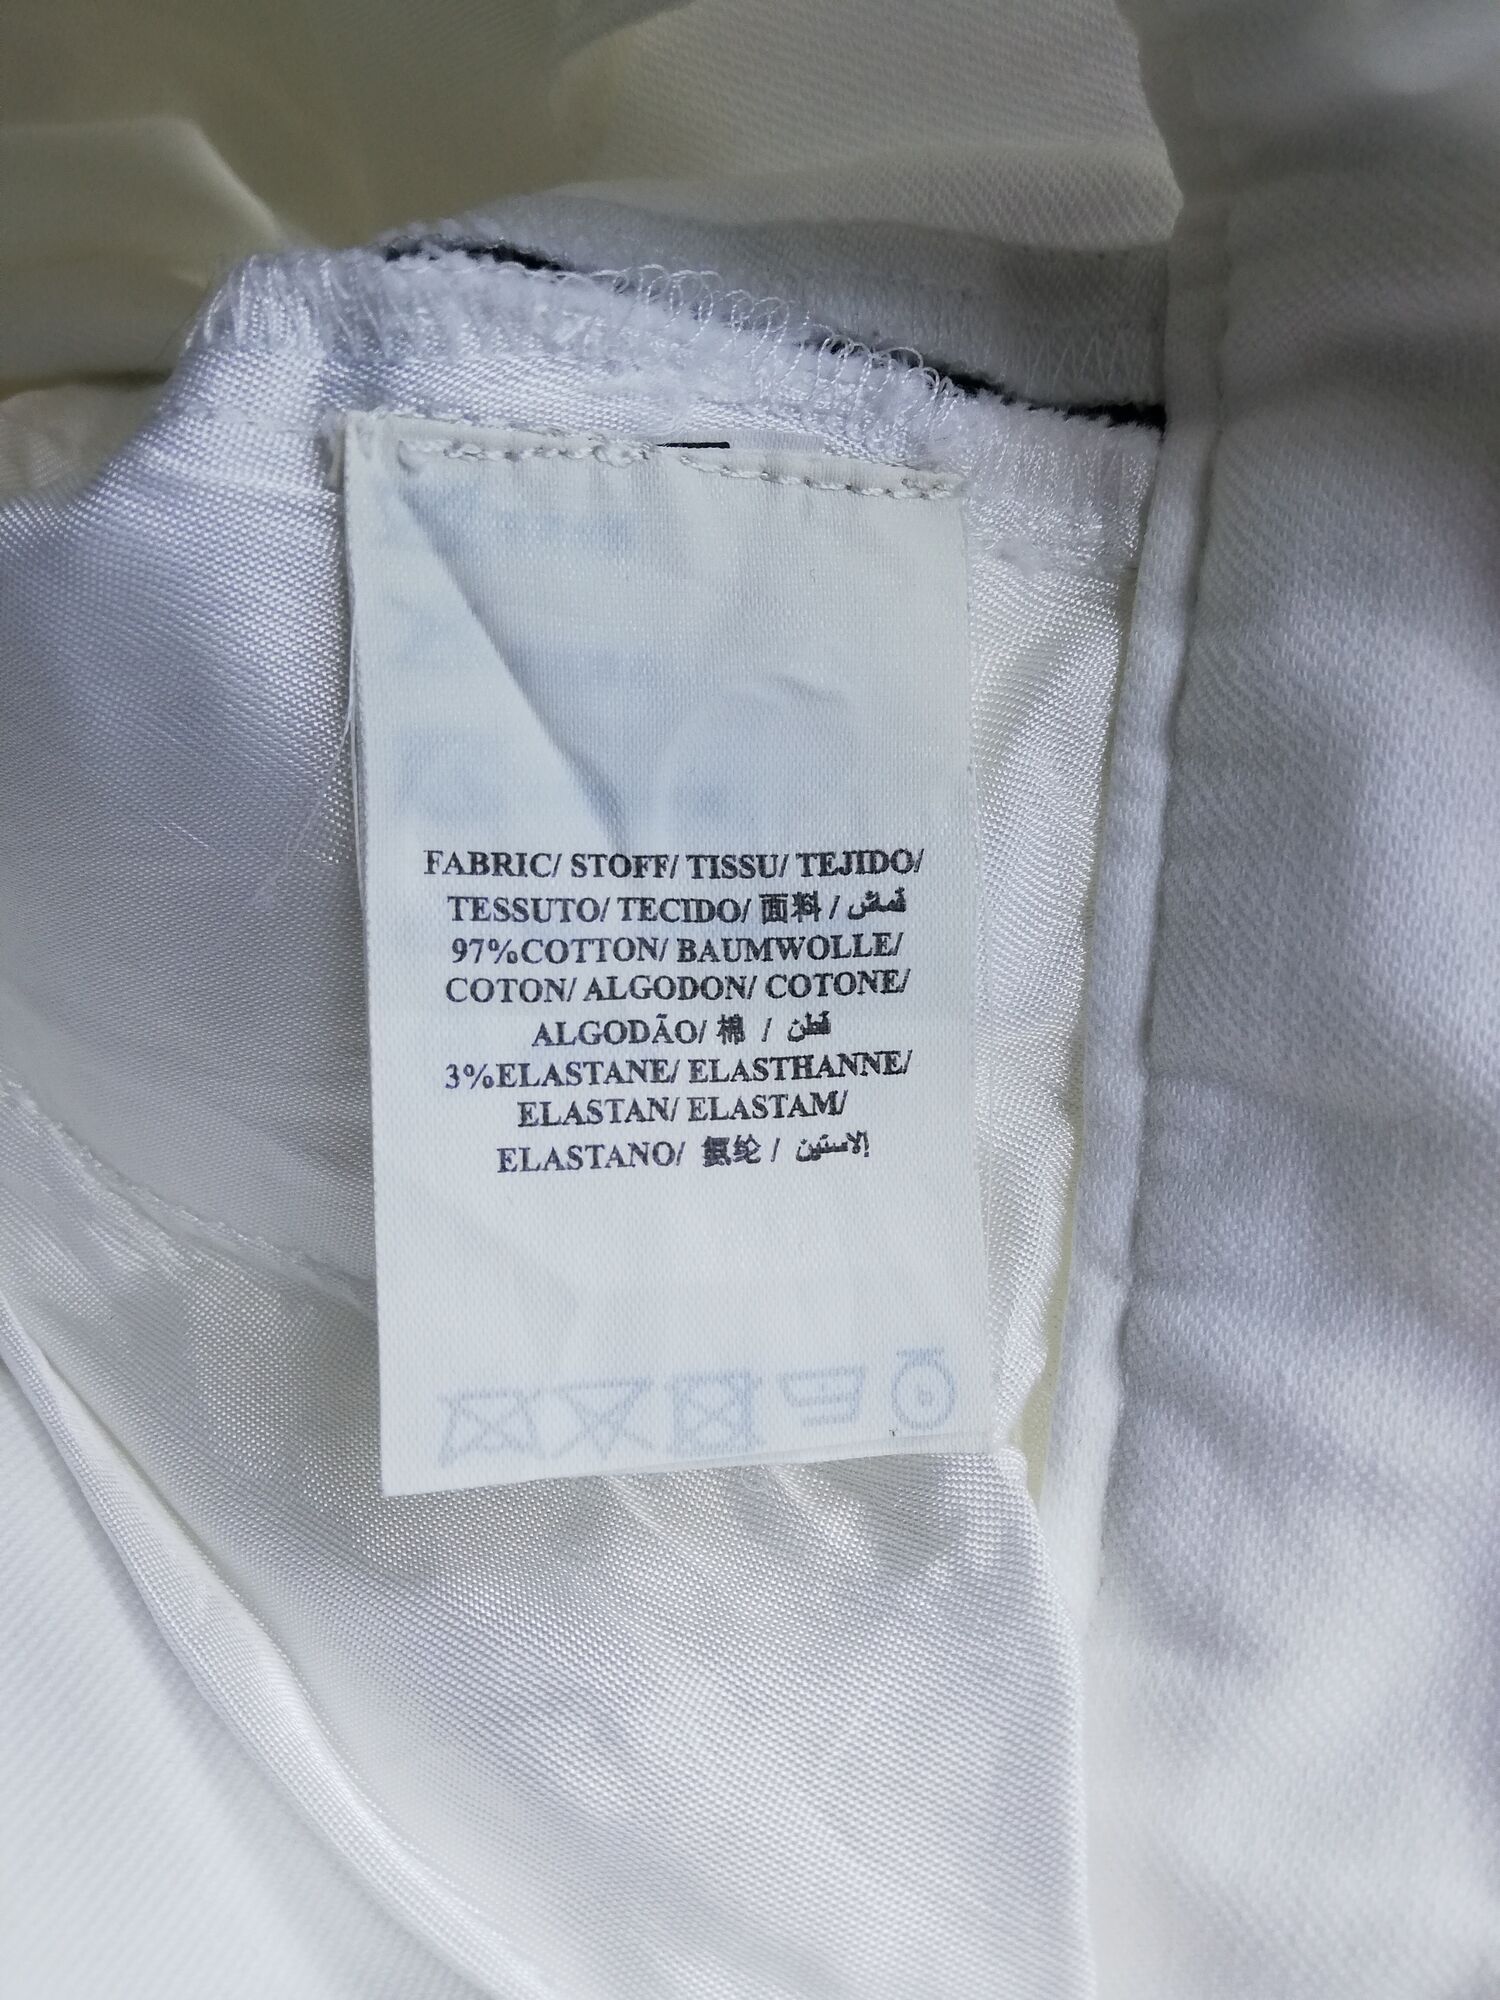 FABRIC/ STOFF/ TISSU/ TEJIDO/
TESSUTO/ TECIDO/ 面料 / قماش
97%COTTON/ BAUMWOLLE/
COTON/ ALGODON/ COTONE/
ALGODÃO/ 棉 / قطن
3%ELASTANE/ ELASTHANNE/
ELASTAN/ ELASTAM/
ELASTANO/ 氨纶 / الاستين